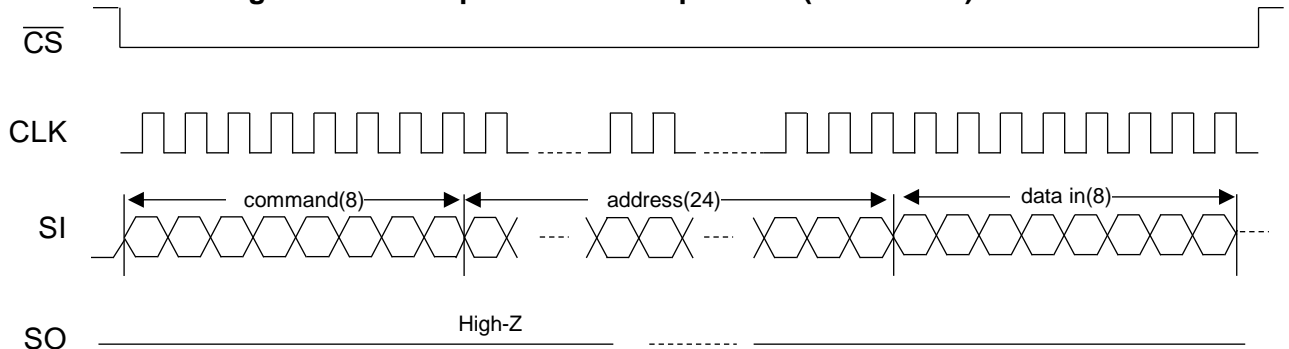 CS
CLK
command(8)
address(24)
data in(8)
SI
High-Z
SO